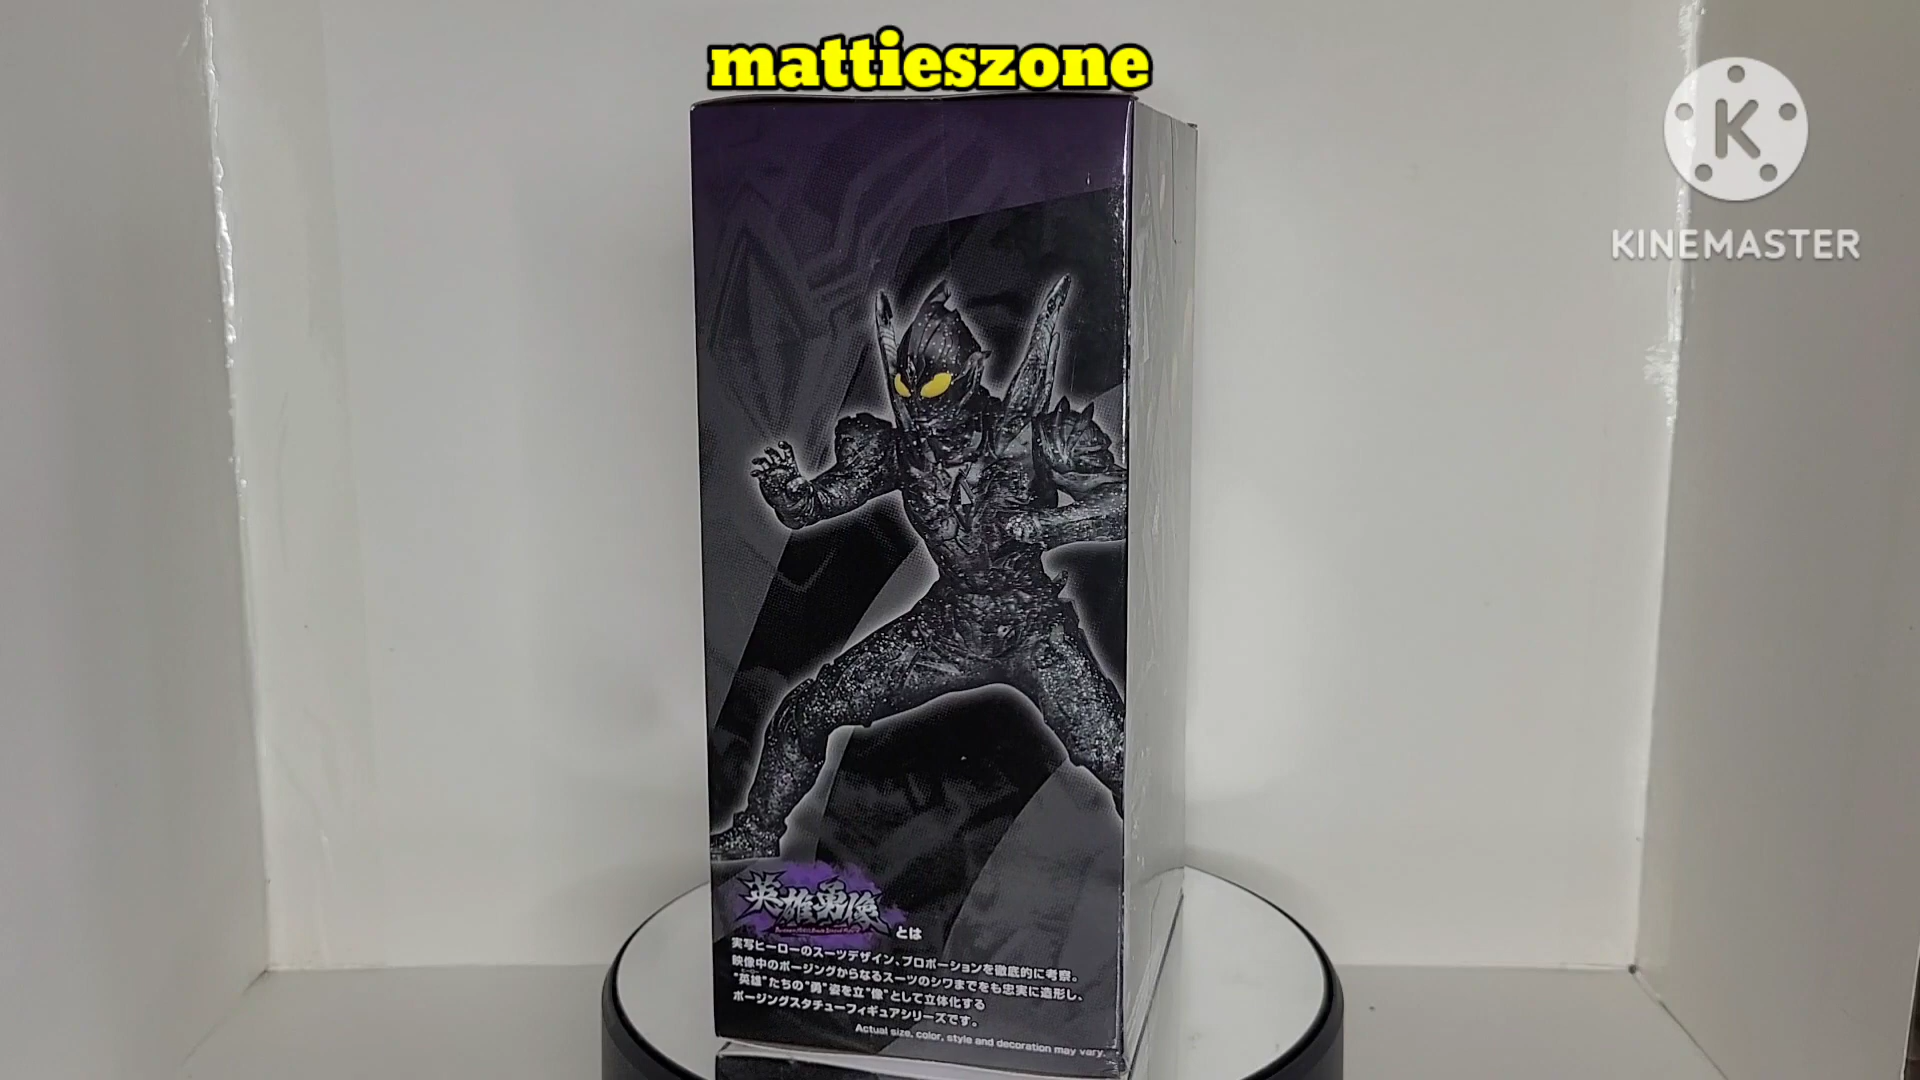 mattieszone
K
KINEMASTER
英雄勇像
とは
実写ヒーローのスーツデザイン、プロポーションを徹底的に考察。
映像中のポージングからなるスーツのシワまでをも忠実に造形し、
"英雄"たちの"勇"姿を立"像"として立体化する
ポージングスタチューフィギュアシリーズです。
Actual size, color, style and decoration may vary.